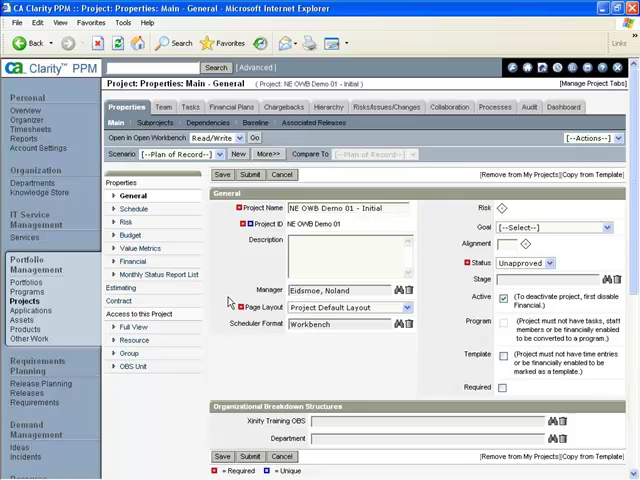 CA Clarity PPM :: Project: Properties: Main - General - Microsoft Internet Explorer
File Edit View Favorites Tools Help
Back Search Favorites Links
ca Clarity™ PPM Search [Advanced]
Project: Properties: Main - General ( Project: NE OWB Demo 01 - Initial ) [Manage Project Tabs]
Properties Team Tasks Financial Plans Chargebacks Hierarchy Risks/Issues/Changes Collaboration Processes Audit Dashboard
Main Subprojects Dependencies Baseline Associated Releases
Open in Open Workbench Read/Write Go [--Actions--]
Scenario [--Plan of Record--] New More>> Compare To [--Plan of Record--]
Personal
Overview
Organizer
Timesheets
Reports
Account Settings
Organization
Departments
Knowledge Store
IT Service Management
Services
Portfolio Management
Portfolios
Programs
Projects
Applications
Assets
Products
Other Work
Requirements Planning
Release Planning
Releases
Requirements
Demand Management
Ideas
Incidents
Properties
General
Schedule
Risk
Budget
Value Metrics
Financial
Monthly Status Report List
Estimating
Contract
Access to this Project
Full View
Resource
Group
OBS Unit
Save Submit Cancel [Remove from My Projects][Copy from Template]
General
Project Name NE OWB Demo 01 - Initial
Project ID NE OWB Demo 01
Description
Manager Eidsmoe, Noland
Page Layout Project Default Layout
Scheduler Format Workbench
Risk
Goal [--Select--]
Alignment
Status Unapproved
Stage
Active (To deactivate project, first disable Financial.)
Program (Project must not have tasks, staff members or be financially enabled to be converted to a program.)
Template (Project must not have time entries or be financially enabled to be marked as a template.)
Required
Organizational Breakdown Structures
Xinify Training OBS
Department
Save Submit Cancel [Remove from My Projects][Copy from Template]
= Required = Unique